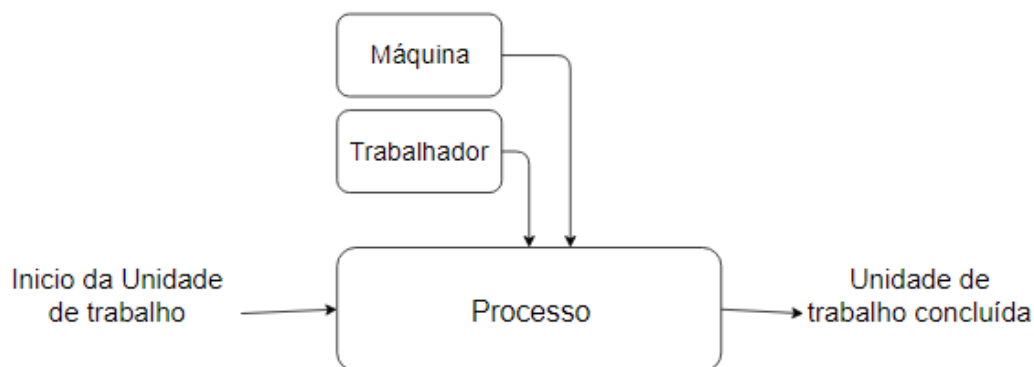 Máquina
Trabalhador
Inicio da Unidade
de trabalho
Processo
Unidade de
trabalho concluída